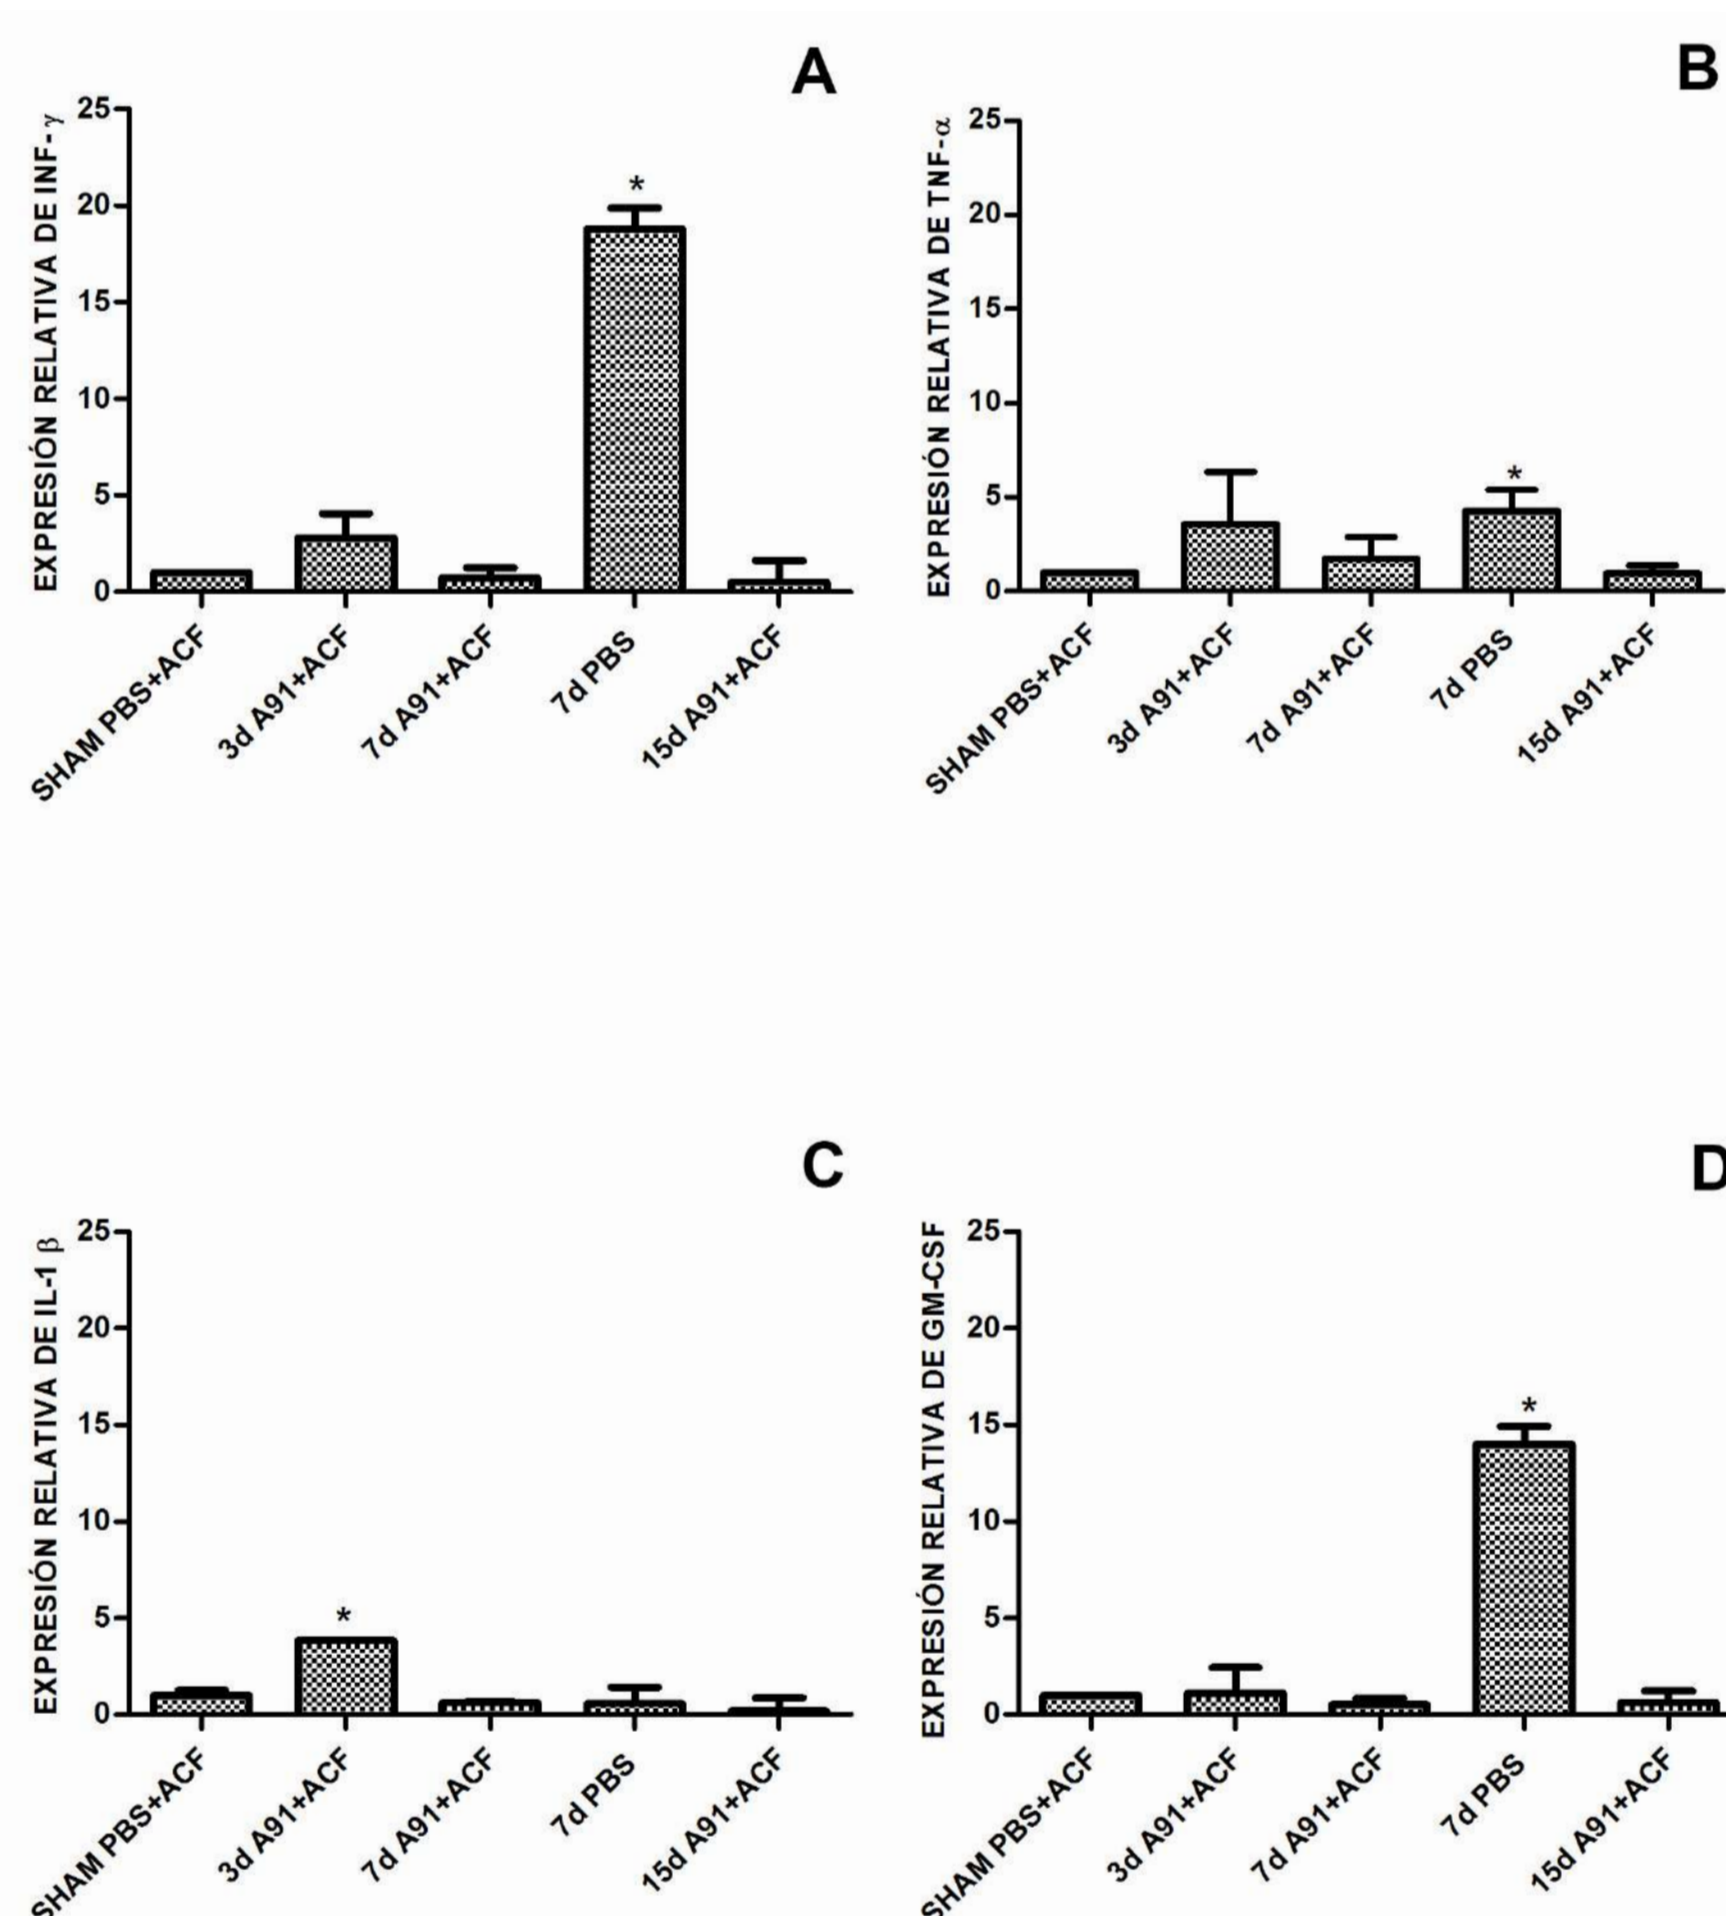 A
EXPRESIÓN RELATIVA DE INF-γ
25
20
15
10
5
0
*
SHAM PBS+ACF
3d A91+ACF
7d A91+ACF
7d PBS
15d A91+ACF
B
EXPRESIÓN RELATIVA DE TNF-α
25
20
15
10
5
0
*
SHAM PBS+ACF
3d A91+ACF
7d A91+ACF
7d PBS
15d A91+ACF
C
EXPRESIÓN RELATIVA DE IL-1 β
25
20
15
10
5
0
*
SHAM PBS+ACF
3d A91+ACF
7d A91+ACF
7d PBS
15d A91+ACF
D
EXPRESIÓN RELATIVA DE GM-CSF
25
20
15
10
5
0
*
SHAM PBS+ACF
3d A91+ACF
7d A91+ACF
7d PBS
15d A91+ACF